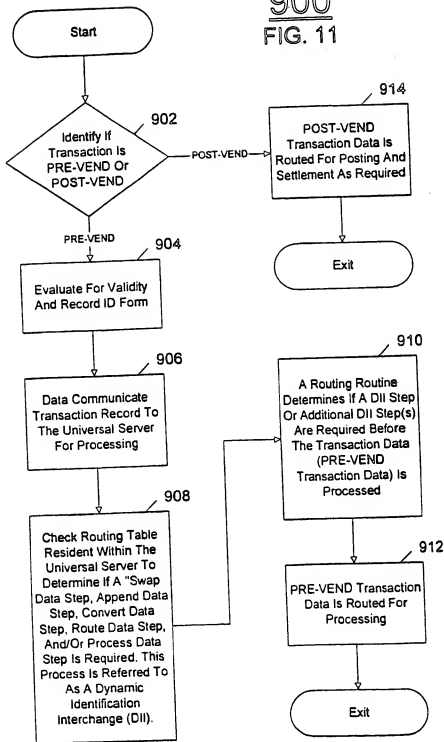 900
FIG. 11
Start
902
Identify If
Transaction Is
PRE-VEND Or
POST-VEND
POST-VEND
914
POST-VEND
Transaction Data Is
Routed For Posting And
Settlement As Required
Exit
PRE-VEND
904
Evaluate For Validity
And Record ID Form
906
Data Communicate
Transaction Record To
The Universal Server
For Processing
908
Check Routing Table
Resident Within The
Universal Server To
Determine If A "Swap
Data Step, Append Data
Step, Convert Data
Step, Route Data Step,
And/Or Process Data
Step Is Required. This
Process Is Referred To
As A Dynamic
Identification
Interchange (DII).
910
A Routing Routine
Determines If A DII Step
Or Additional DII Step(s)
Are Required Before
The Transaction Data
(PRE-VEND
Transaction Data) Is
Processed
912
PRE-VEND Transaction
Data Is Routed For
Processing
Exit